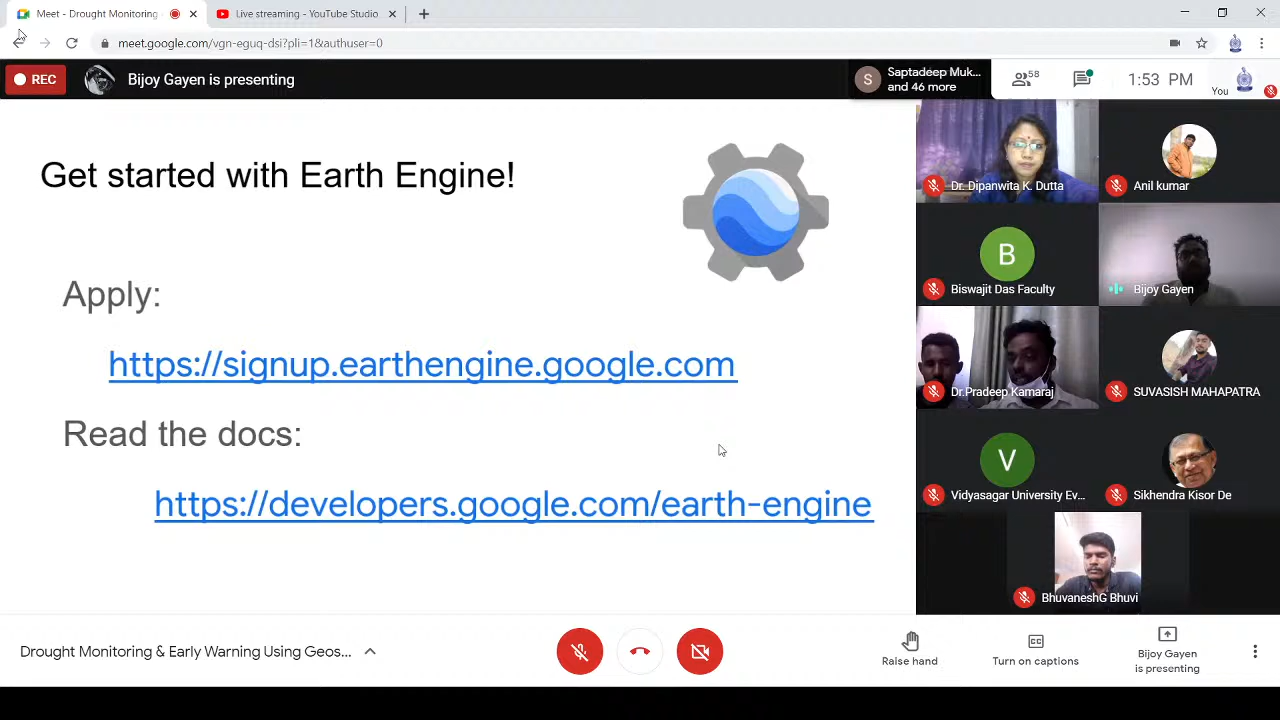 Meet - Drought Monitoring
Live streaming - YouTube Studio
meet.google.com/vgn-eguq-dsi?pli=1&authuser=0
REC
Bijoy Gayen is presenting
S
Saptadeep Muk...
and 46 more
58
1:53 PM
You
Get started with Earth Engine!
Apply:
https://signup.earthengine.google.com
Read the docs:
https://developers.google.com/earth-engine
Dr. Dipanwita K. Dutta
Anil kumar
B
Biswajit Das Faculty
Bijoy Gayen
Dr.Pradeep Kamaraj
SUVASISH MAHAPATRA
V
Vidyasagar University Ev...
Sikhendra Kisor De
BhuvaneshG Bhuvi
Drought Monitoring & Early Warning Using Geos...
Raise hand
Turn on captions
Bijoy Gayen
is presenting